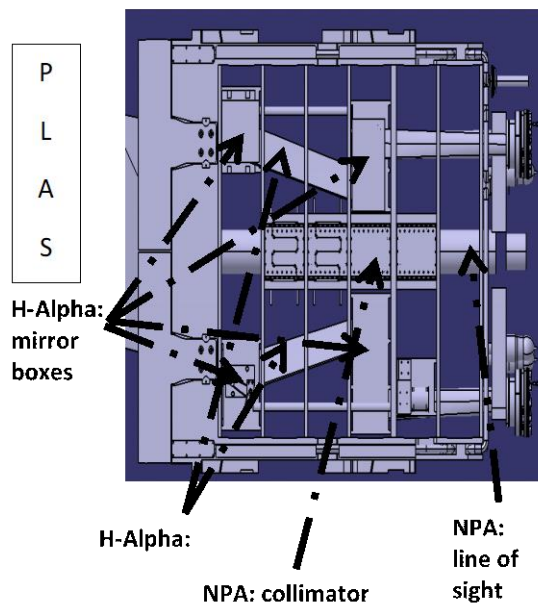 P
L
A
S
H-Alpha:
mirror
boxes
H-Alpha:
NPA: collimator
NPA:
line of
sight